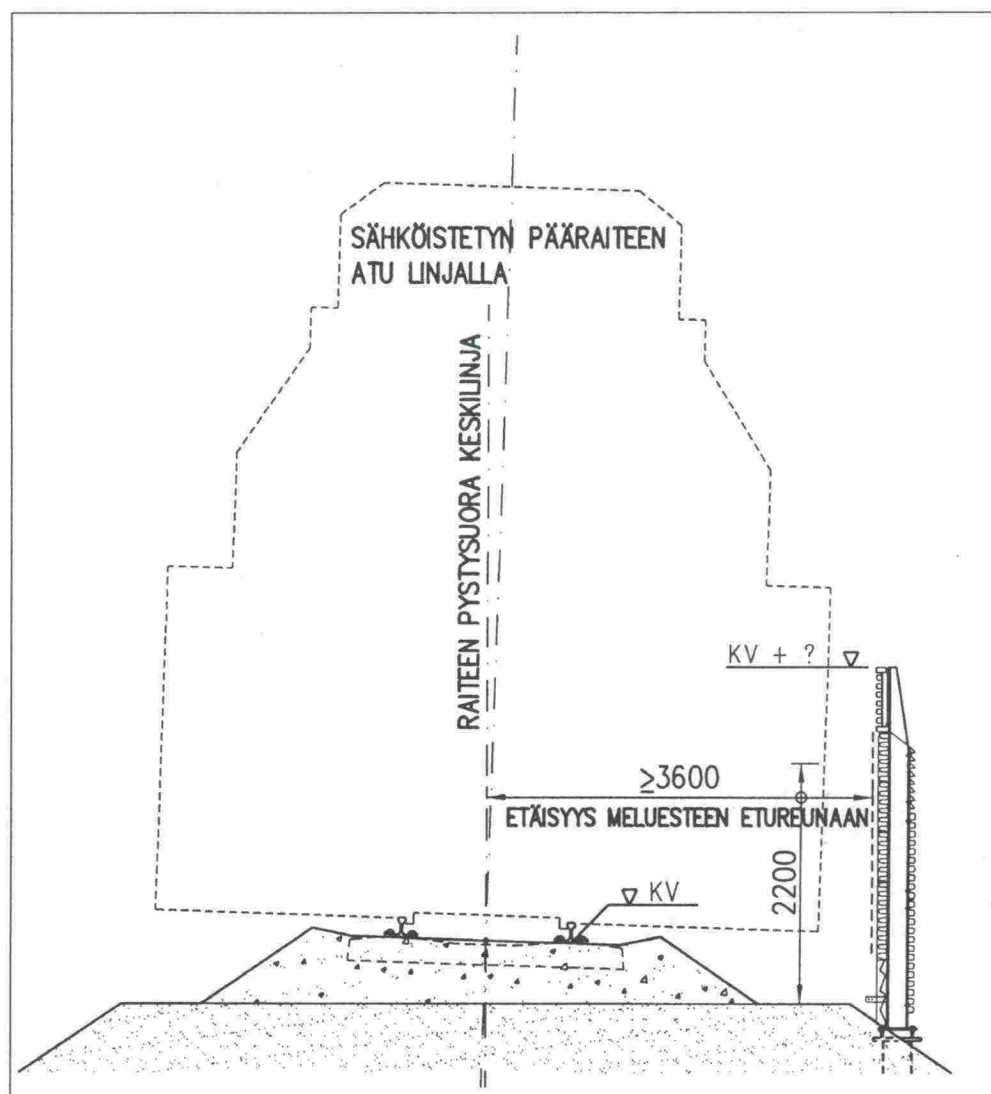 SÄHKÖISTETYN PÄÄRAITEEN
ATU LINJALLA
RAITEEN PYSTYSUORA KESKILINJA
KV + ?
≥3600
ETÄISYYS MELUESTEEN ETUREUNAAN
2200
KV